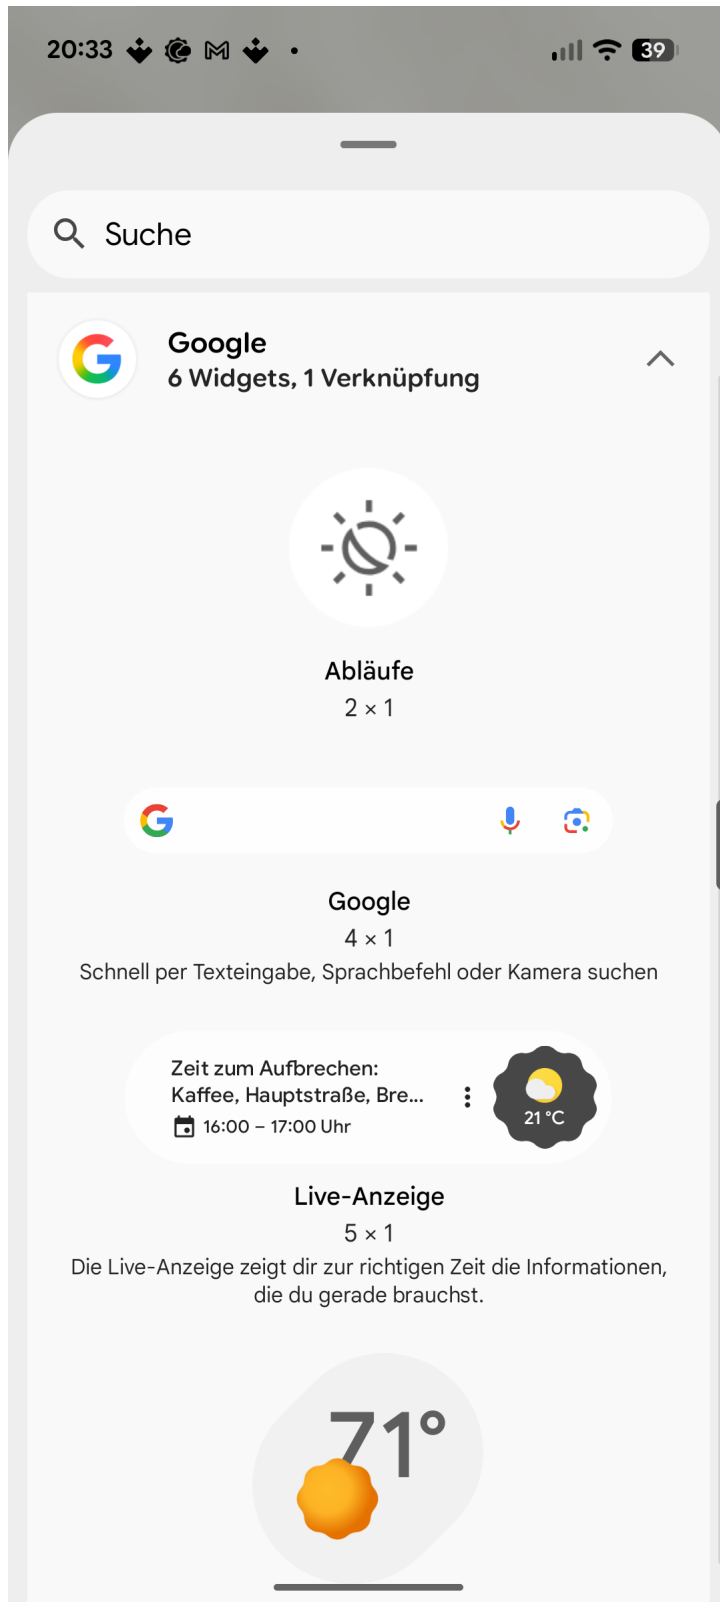 20:33
39
Suche
Google
6 Widgets, 1 Verknüpfung
Abläufe
2 × 1
Google
4 × 1
Schnell per Texteingabe, Sprachbefehl oder Kamera suchen
Zeit zum Aufbrechen:
Kaffee, Hauptstraße, Bre...
16:00 – 17:00 Uhr
21 °C
Live-Anzeige
5 × 1
Die Live-Anzeige zeigt dir zur richtigen Zeit die Informationen,
die du gerade brauchst.
71°